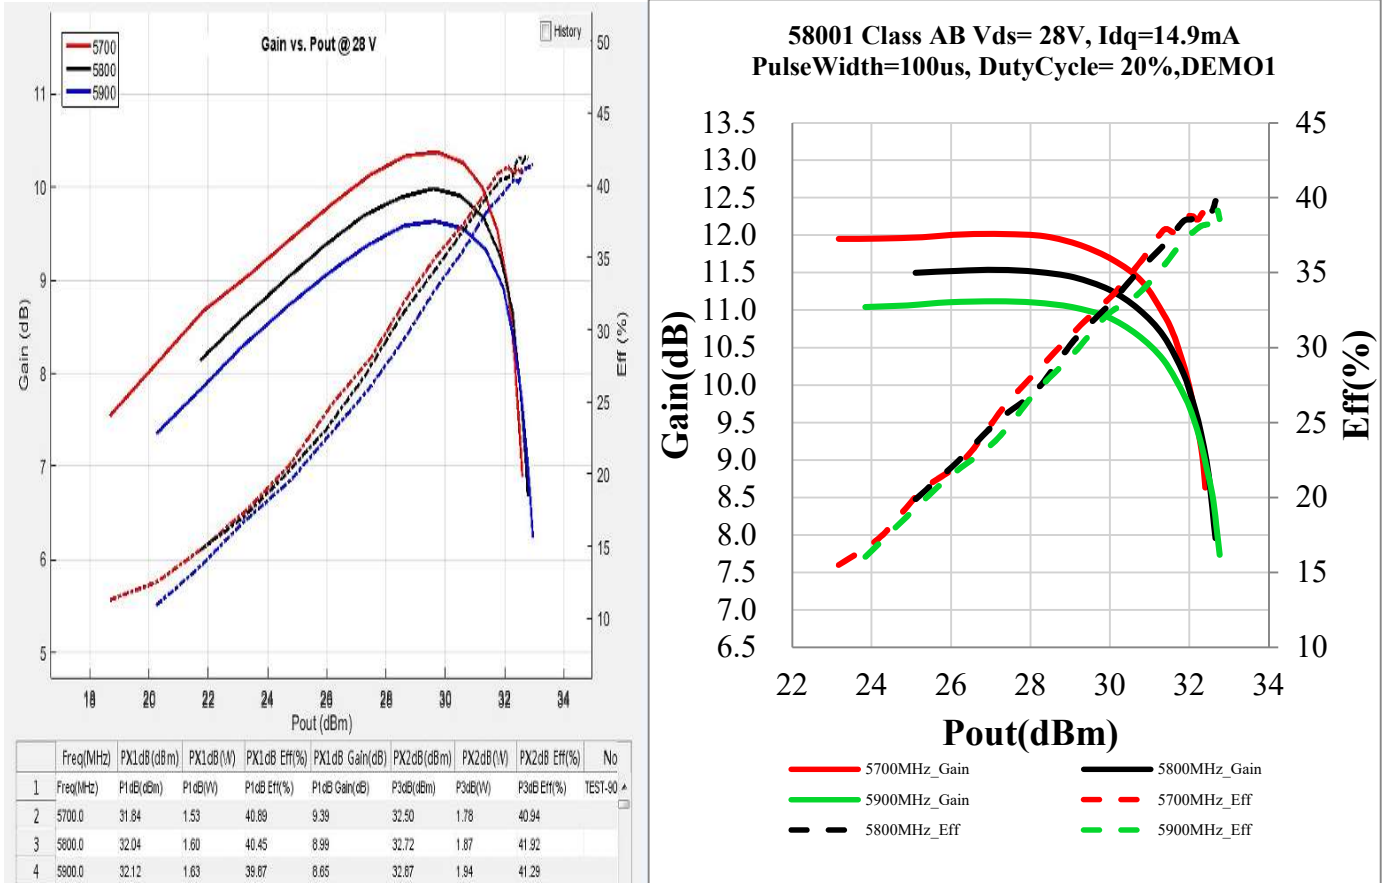 Gain vs. Pout @ 28 V
History
5700
5800
5900
11
10
9
8
7
6
5
Gain (dB)
50
45
40
35
30
25
20
15
10
Eff (%)
18 20 22 24 26 28 30 32 34
Pout (dBm)
Freq(MHz) PX1dB(dBm) PX1dB(W) PX1dB Eff(%) PX1dB Gain(dB) PX2dB(dBm) PX2dB(W) PX2dB Eff(%) No
1 Freq(MHz) P1dB(dBm) P1dB(W) P1dB Eff(%) P1dB Gain(dB) P3dB(dBm) P3dB(W) P3dB Eff(%) TEST-90
2 5700.0 31.84 1.53 40.89 9.39 32.50 1.78 40.94
3 5800.0 32.04 1.60 40.45 8.99 32.72 1.87 41.92
4 5900.0 32.12 1.63 39.87 8.65 32.87 1.94 41.29
58001 Class AB Vds= 28V, Idq=14.9mA
PulseWidth=100us, DutyCycle= 20%,DEMO1
13.5
13.0
12.5
12.0
11.5
11.0
10.5
10.0
9.5
9.0
8.5
8.0
7.5
7.0
6.5
Gain(dB)
45
40
35
30
25
20
15
10
Eff(%)
22 24 26 28 30 32 34
Pout(dBm)
5700MHz_Gain 5800MHz_Gain
5900MHz_Gain 5700MHz_Eff
5800MHz_Eff 5900MHz_Eff